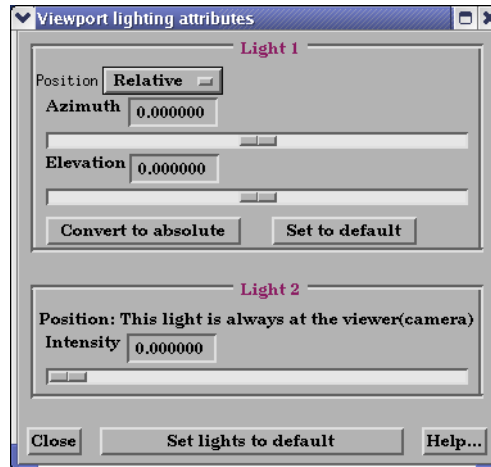 Viewport lighting attributes
Light 1
Position Relative
Azimuth 0.000000
Elevation 0.000000
Convert to absolute Set to default
Light 2
Position: This light is always at the viewer(camera)
Intensity 0.000000
Close Set lights to default Help...